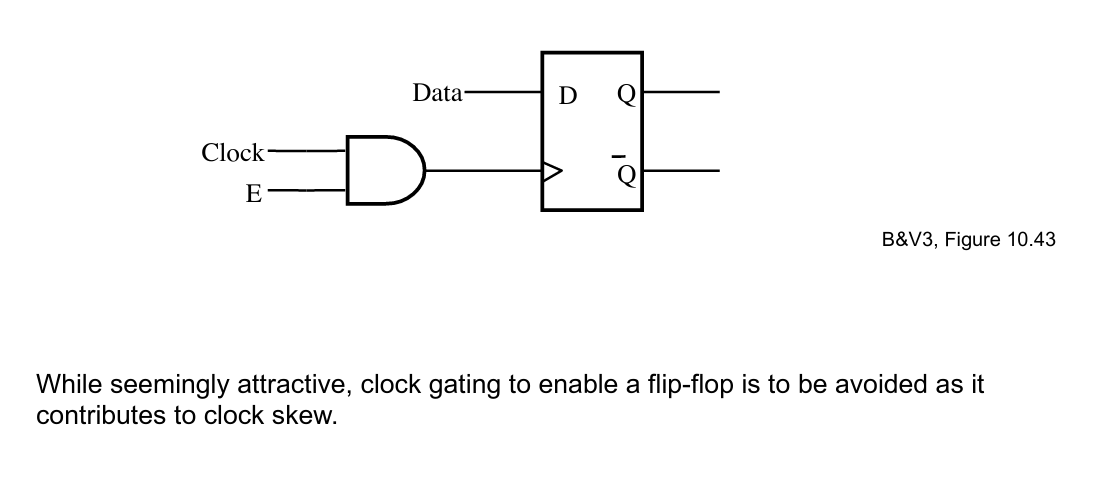 Data
D
Q
Clock
E
Q̅
B&V3, Figure 10.43
While seemingly attractive, clock gating to enable a flip-flop is to be avoided as it
contributes to clock skew.